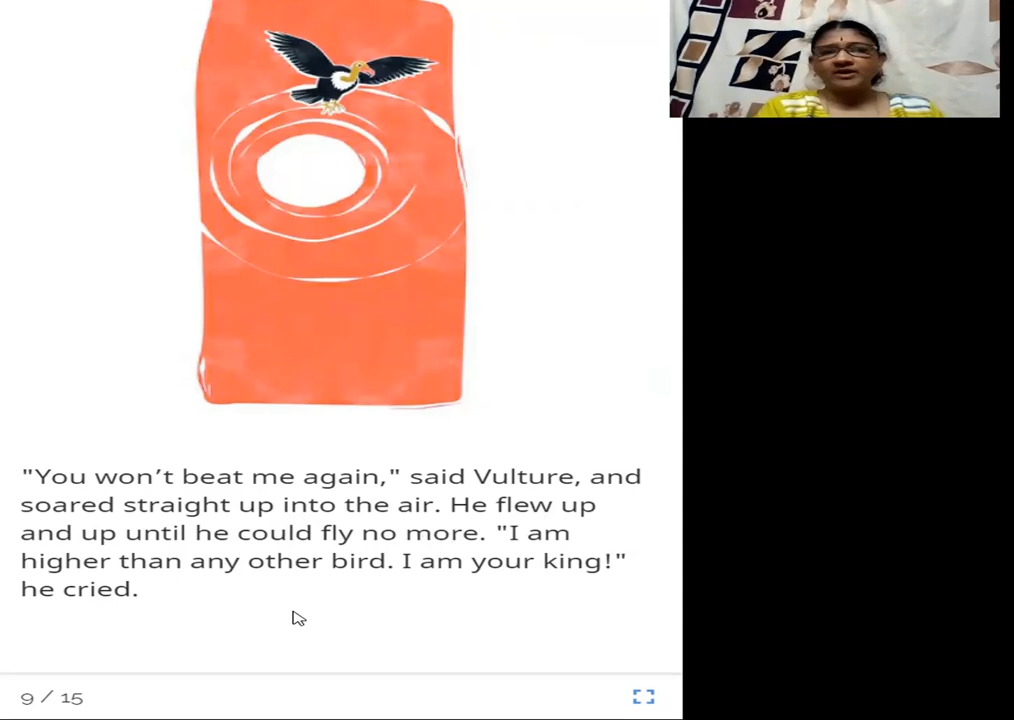 "You won’t beat me again," said Vulture, and
soared straight up into the air. He flew up
and up until he could fly no more. "I am
higher than any other bird. I am your king!"
he cried.
9 / 15